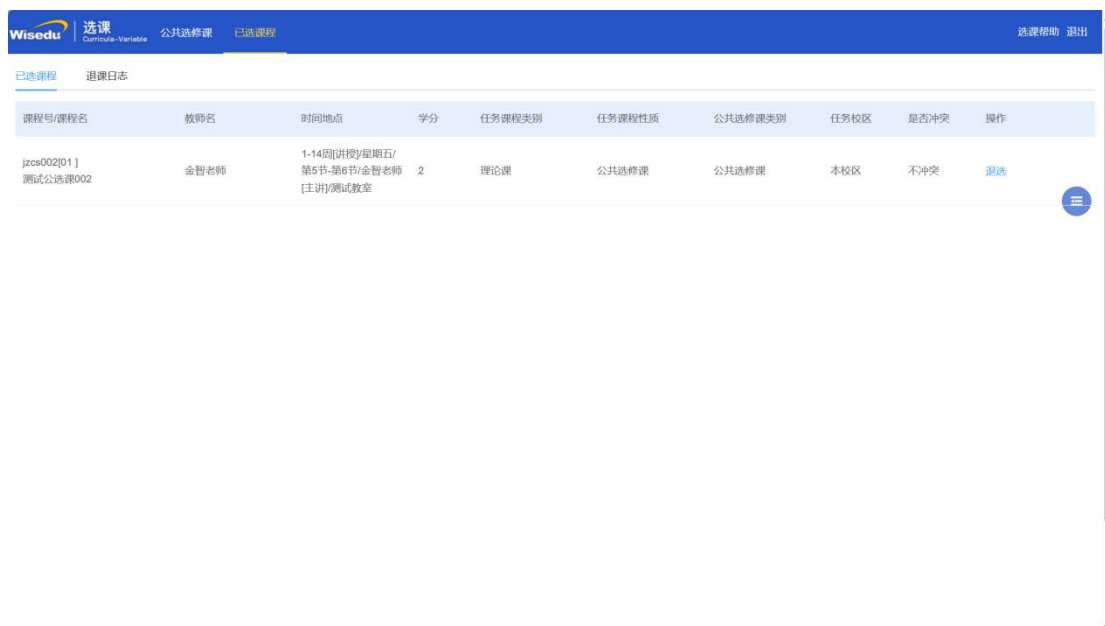 Wisedu 选课 公共选修课 已选课程 选课帮助 退出
Curricula-Variable
已选课程 退课日志
课程号/课程名 教师名 时间地点 学分 任务课程类别 任务课程性质 公共选修课类别 任务校区 是否冲突 操作
jzcs002[01 ]
测试公选课002
金智老师
1-14周[讲授]/星期五/
第5节-第6节/金智老师
[主讲]/测试教室
2
理论课
公共选修课
公共选修课
本校区
不冲突
退选